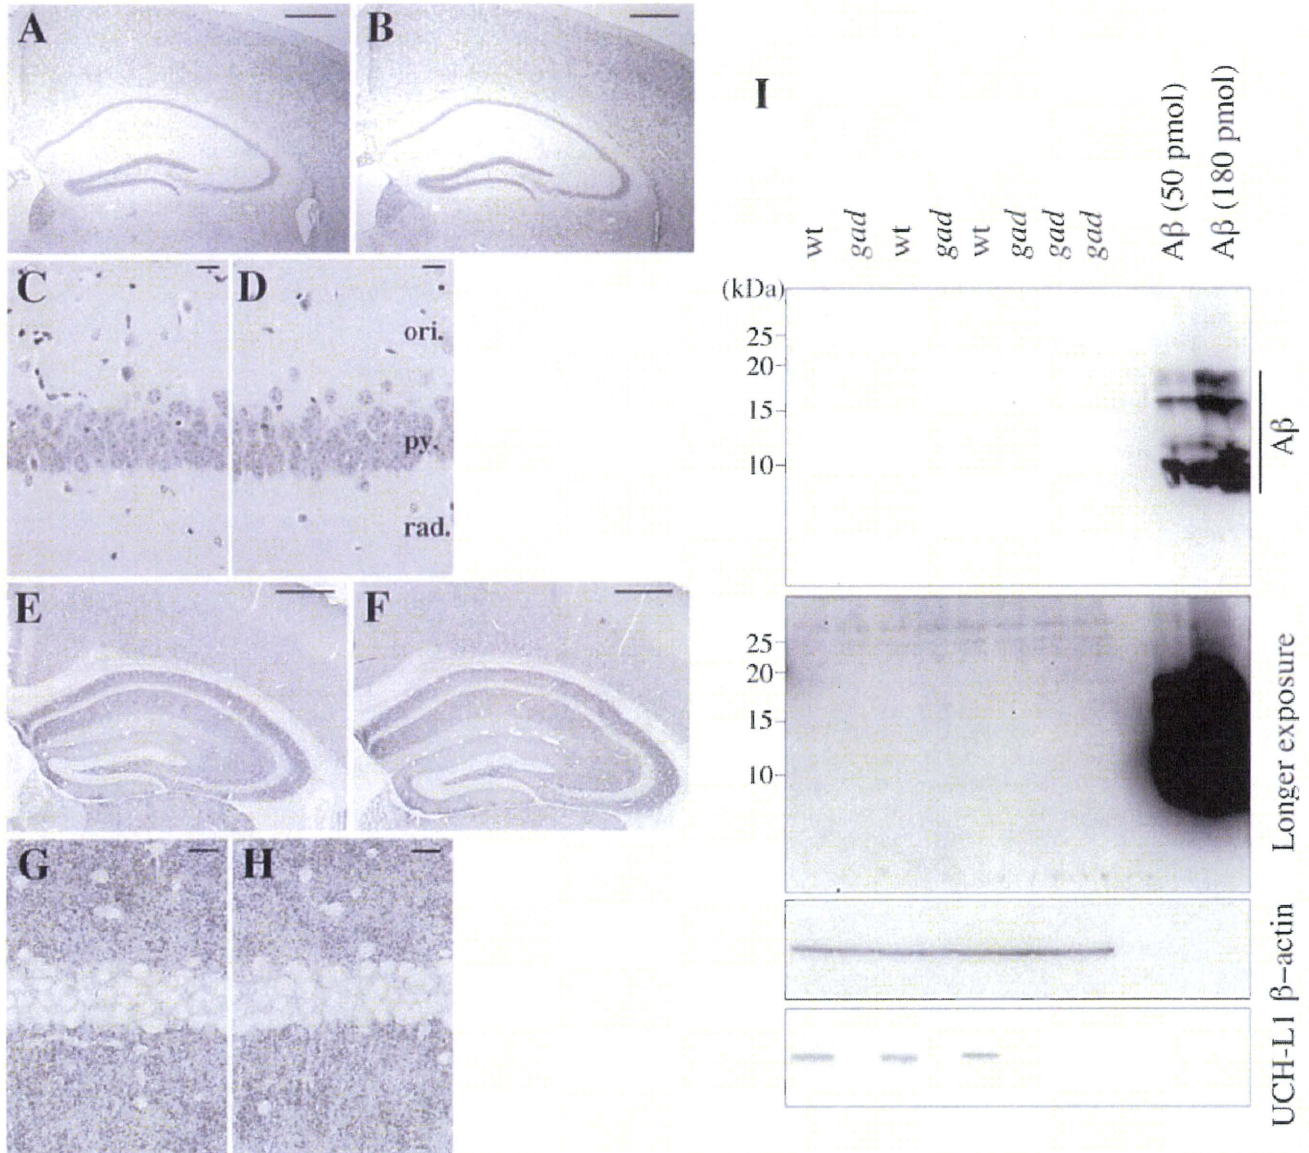 A
B
C
D
ori.
py.
rad.
E
F
G
H
I
wt
gad
wt
gad
wt
gad
gad
gad
Aβ (50 pmol)
Aβ (180 pmol)
(kDa)
25
20
15
10
Aβ
25
20
15
10
Longer exposure
β–actin
UCH-L1